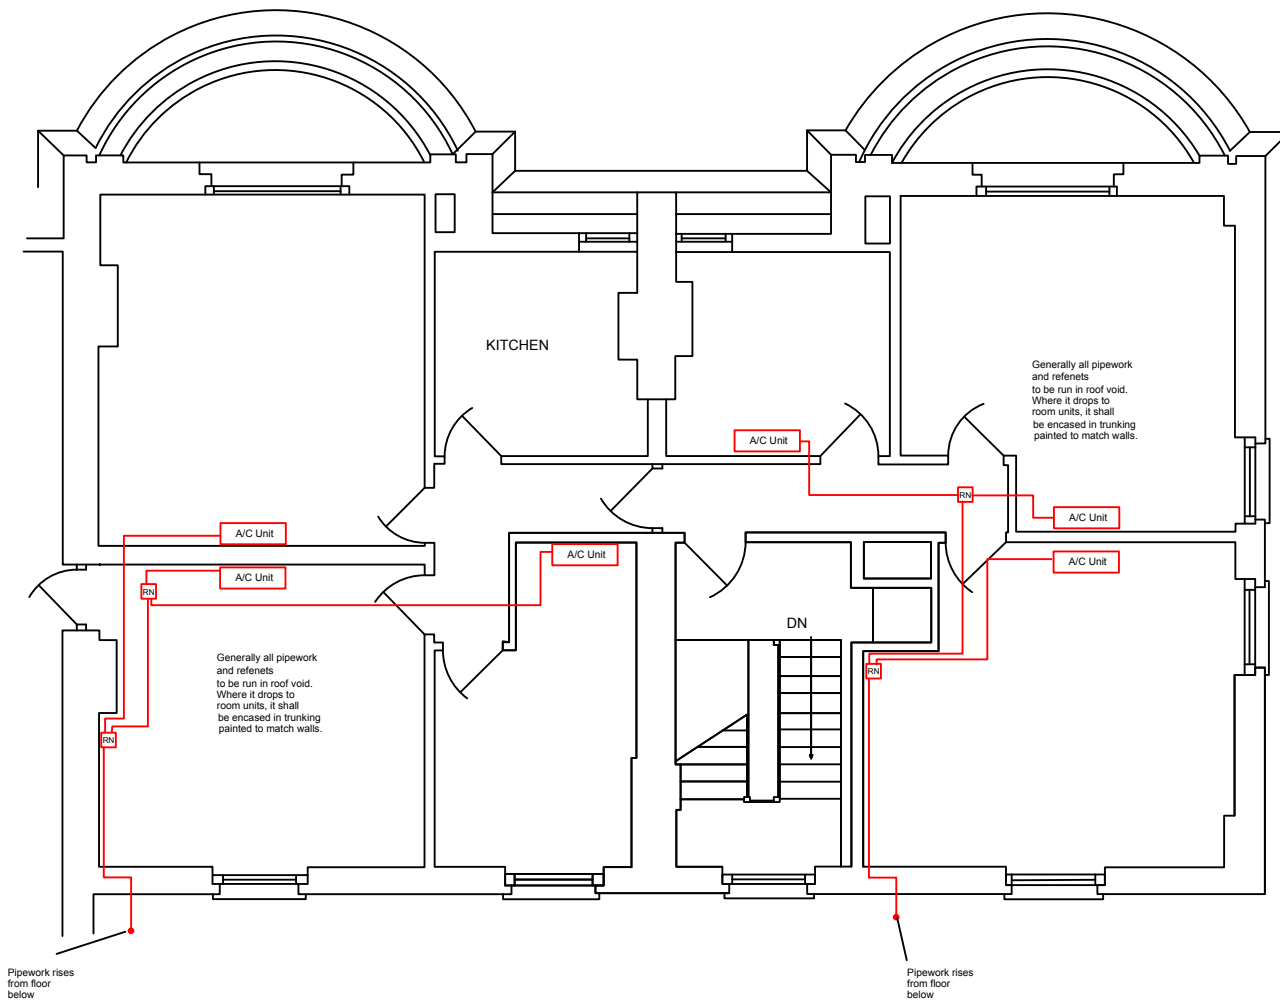 KITCHEN
Generally all pipework
and refenets
to be run in roof void.
Where it drops to
room units, it shall
be encased in trunking
painted to match walls.
A/C Unit
RN
A/C Unit
A/C Unit
A/C Unit
A/C Unit
A/C Unit
RN
DN
Generally all pipework
and refenets
to be run in roof void.
Where it drops to
room units, it shall
be encased in trunking
painted to match walls.
RN
RN
Pipework rises
from floor
below
Pipework rises
from floor
below